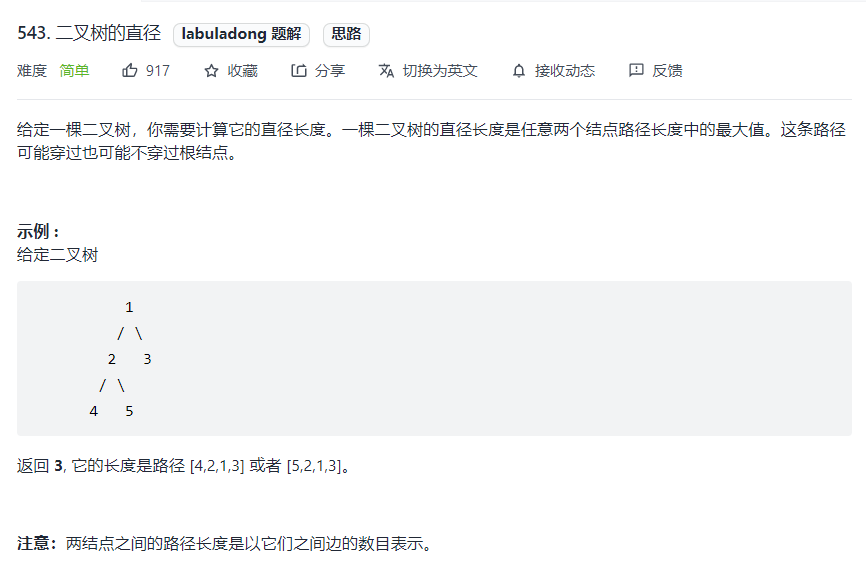 543. 二叉树的直径 labuladong 题解 思路
难度 简单 917 收藏 分享 切换为英文 接收动态 反馈
给定一棵二叉树，你需要计算它的直径长度。一棵二叉树的直径长度是任意两个结点路径长度中的最大值。这条路径
可能穿过也可能不穿过根结点。
示例 :
给定二叉树
1
/ \
2 3
/ \
4 5
返回 3, 它的长度是路径 [4,2,1,3] 或者 [5,2,1,3]。
注意：两结点之间的路径长度是以它们之间边的数目表示。